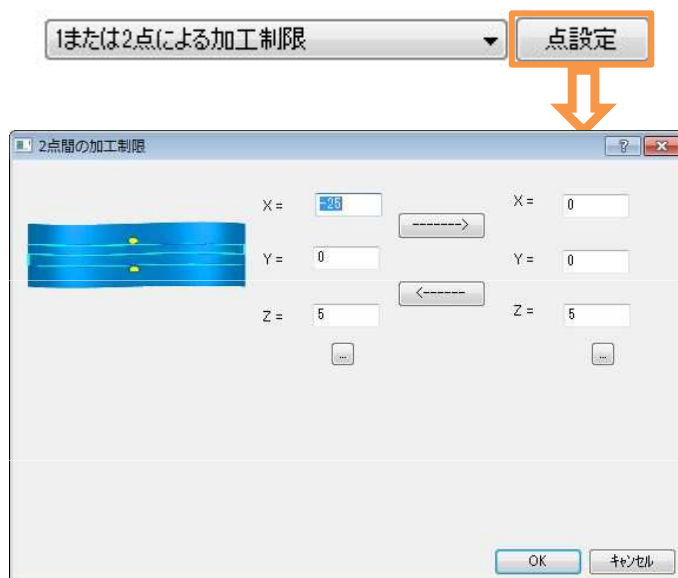 1または2点による加工制限 点設定
2点間の加工制限
X = -25 -------> X = 0
Y = 0 Y = 0
<------
Z = 5 Z = 5
... ...
OK キャンセル